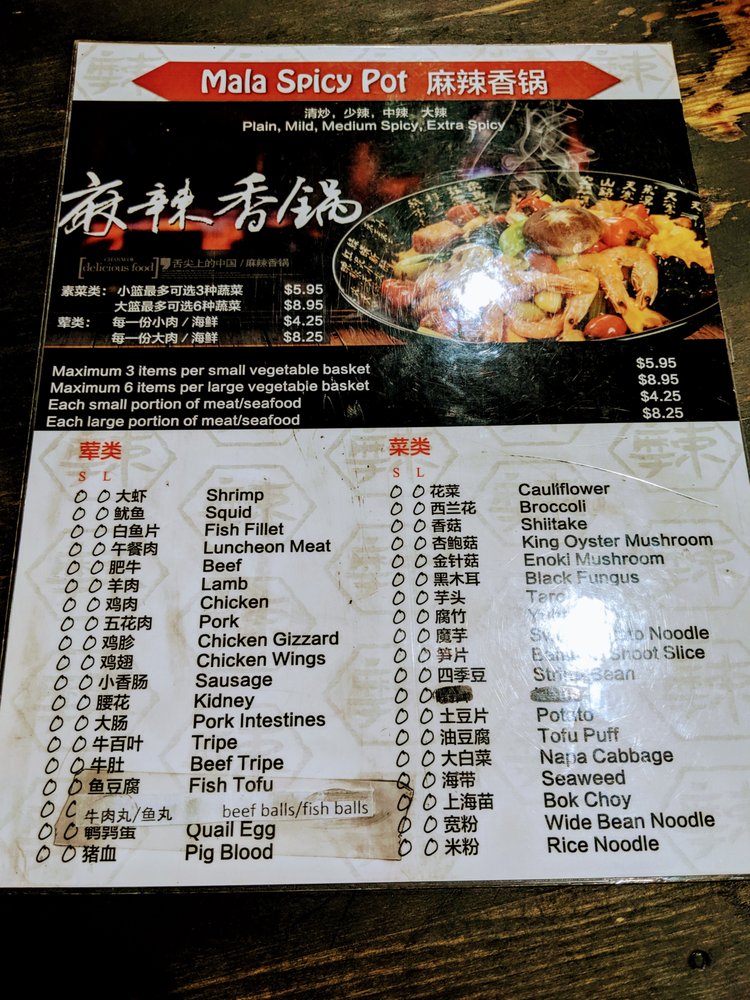 Mala Spicy Pot 麻辣香锅
清炒，少辣，中辣，大辣
Plain, Mild, Medium Spicy, Extra Spicy
麻辣香锅
[delicious food] 舌尖上的中国 / 麻辣香锅
素菜类：小篮最多可选3种蔬菜 $5.95
大篮最多可选6种蔬菜 $8.95
荤类： 每一份小肉 / 海鲜 $4.25
每一份大肉 / 海鲜 $8.25
Maximum 3 items per small vegetable basket $5.95
Maximum 6 items per large vegetable basket $8.95
Each small portion of meat/seafood $4.25
Each large portion of meat/seafood $8.25
荤类
S L
大虾 Shrimp
鱿鱼 Squid
白鱼片 Fish Fillet
午餐肉 Luncheon Meat
肥牛 Beef
羊肉 Lamb
鸡肉 Chicken
五花肉 Pork
鸡胗 Chicken Gizzard
鸡翅 Chicken Wings
小香肠 Sausage
腰花 Kidney
大肠 Pork Intestines
牛百叶 Tripe
牛肚 Beef Tripe
鱼豆腐 Fish Tofu
牛肉丸/鱼丸 beef balls/fish balls
鹌鹑蛋 Quail Egg
猪血 Pig Blood
菜类
S L
花菜 Cauliflower
西兰花 Broccoli
香菇 Shiitake
杏鲍菇 King Oyster Mushroom
金针菇 Enoki Mushroom
黑木耳 Black Fungus
芋头 Taro
腐竹
魔芋 Noodle
笋片 Shoot Slice
四季豆 String Bean
土豆片 Potato
油豆腐 Tofu Puff
大白菜 Napa Cabbage
海带 Seaweed
上海苗 Bok Choy
宽粉 Wide Bean Noodle
米粉 Rice Noodle